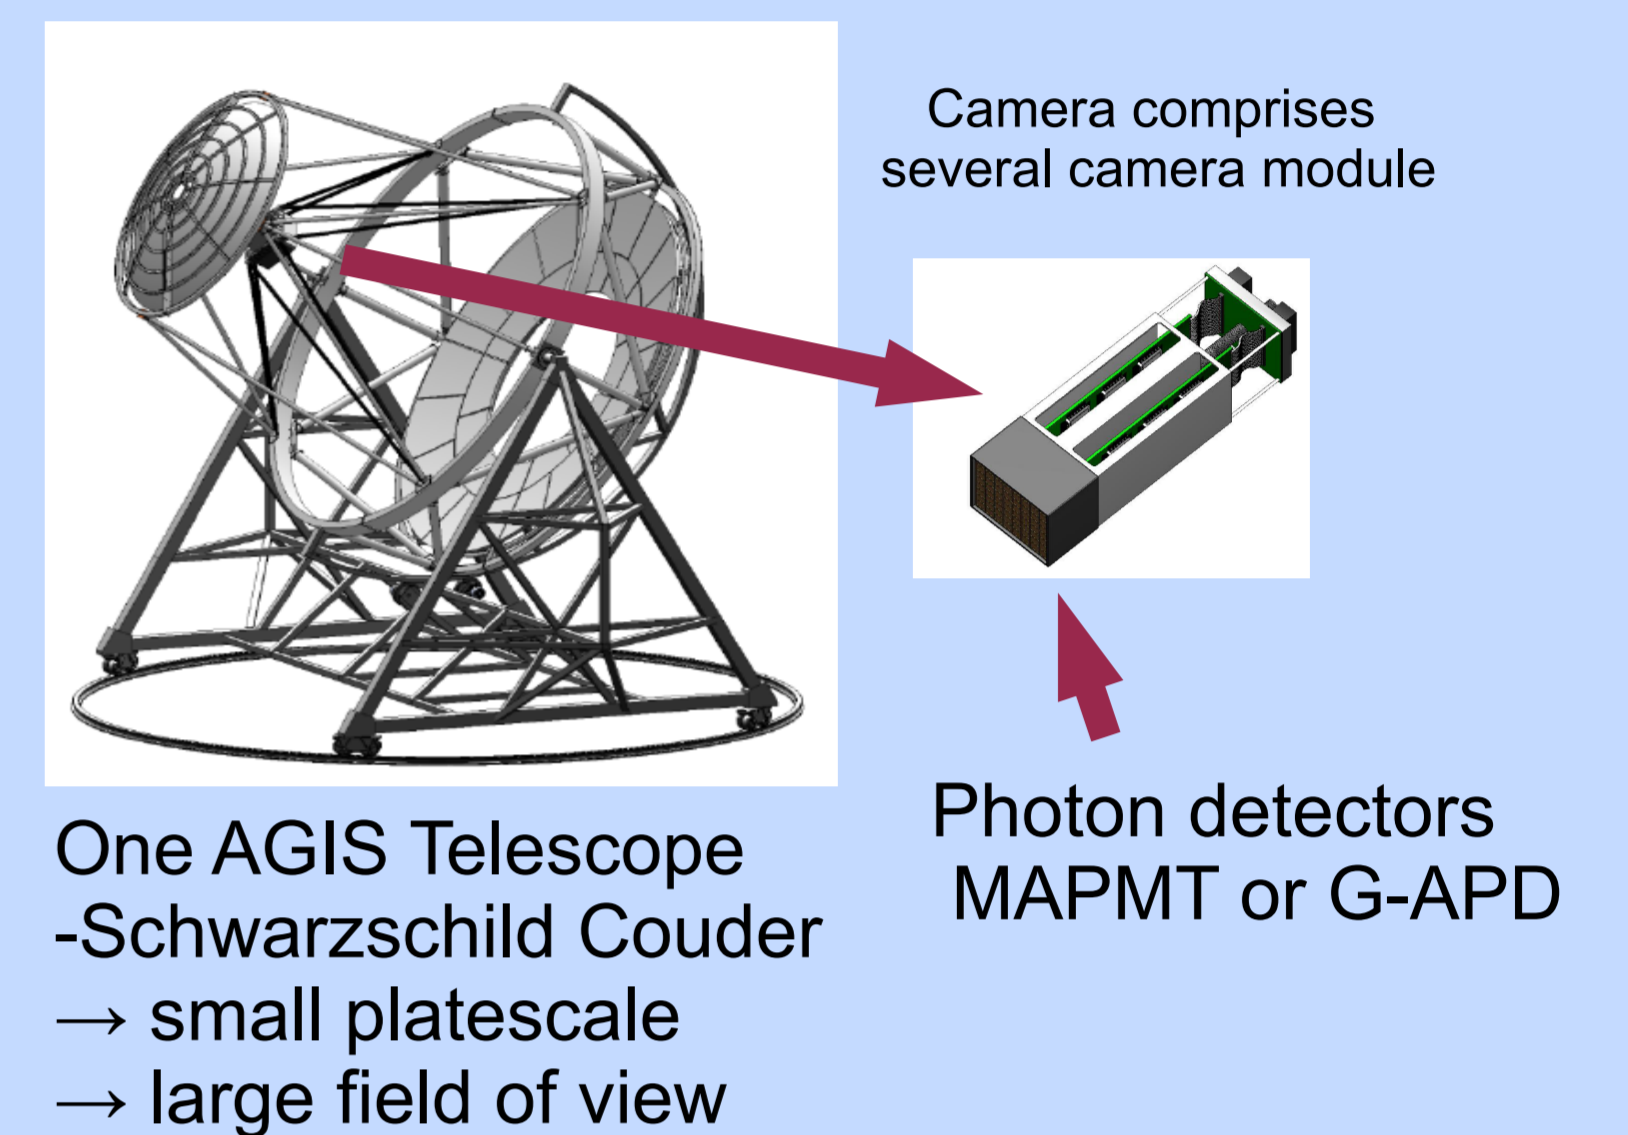 Camera comprises
several camera module
One AGIS Telescope
-Schwarzschild Couder
→ small platescale
→ large field of view
Photon detectors
MAPMT or G-APD